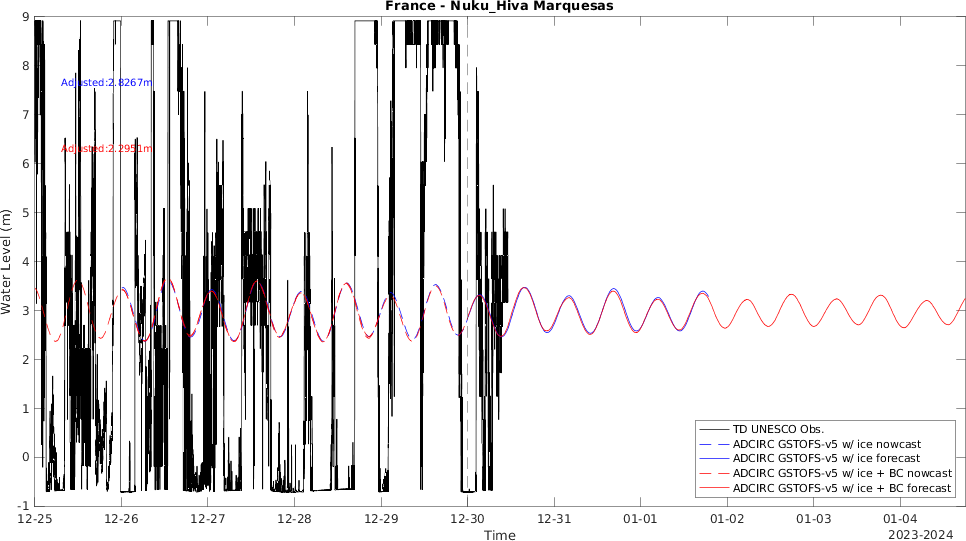 France - Nuku_Hiva Marquesas
9
8
7
6
5
4
3
2
1
0
-1
Water Level (m)
Adjusted:2.8267m
Adjusted:2.2951m
TD UNESCO Obs.
ADCIRC GSTOFS-v5 w/ ice nowcast
ADCIRC GSTOFS-v5 w/ ice forecast
ADCIRC GSTOFS-v5 w/ ice + BC nowcast
ADCIRC GSTOFS-v5 w/ ice + BC forecast
12-25 12-26 12-27 12-28 12-29 12-30 12-31 01-01 01-02 01-03 01-04
Time
2023-2024